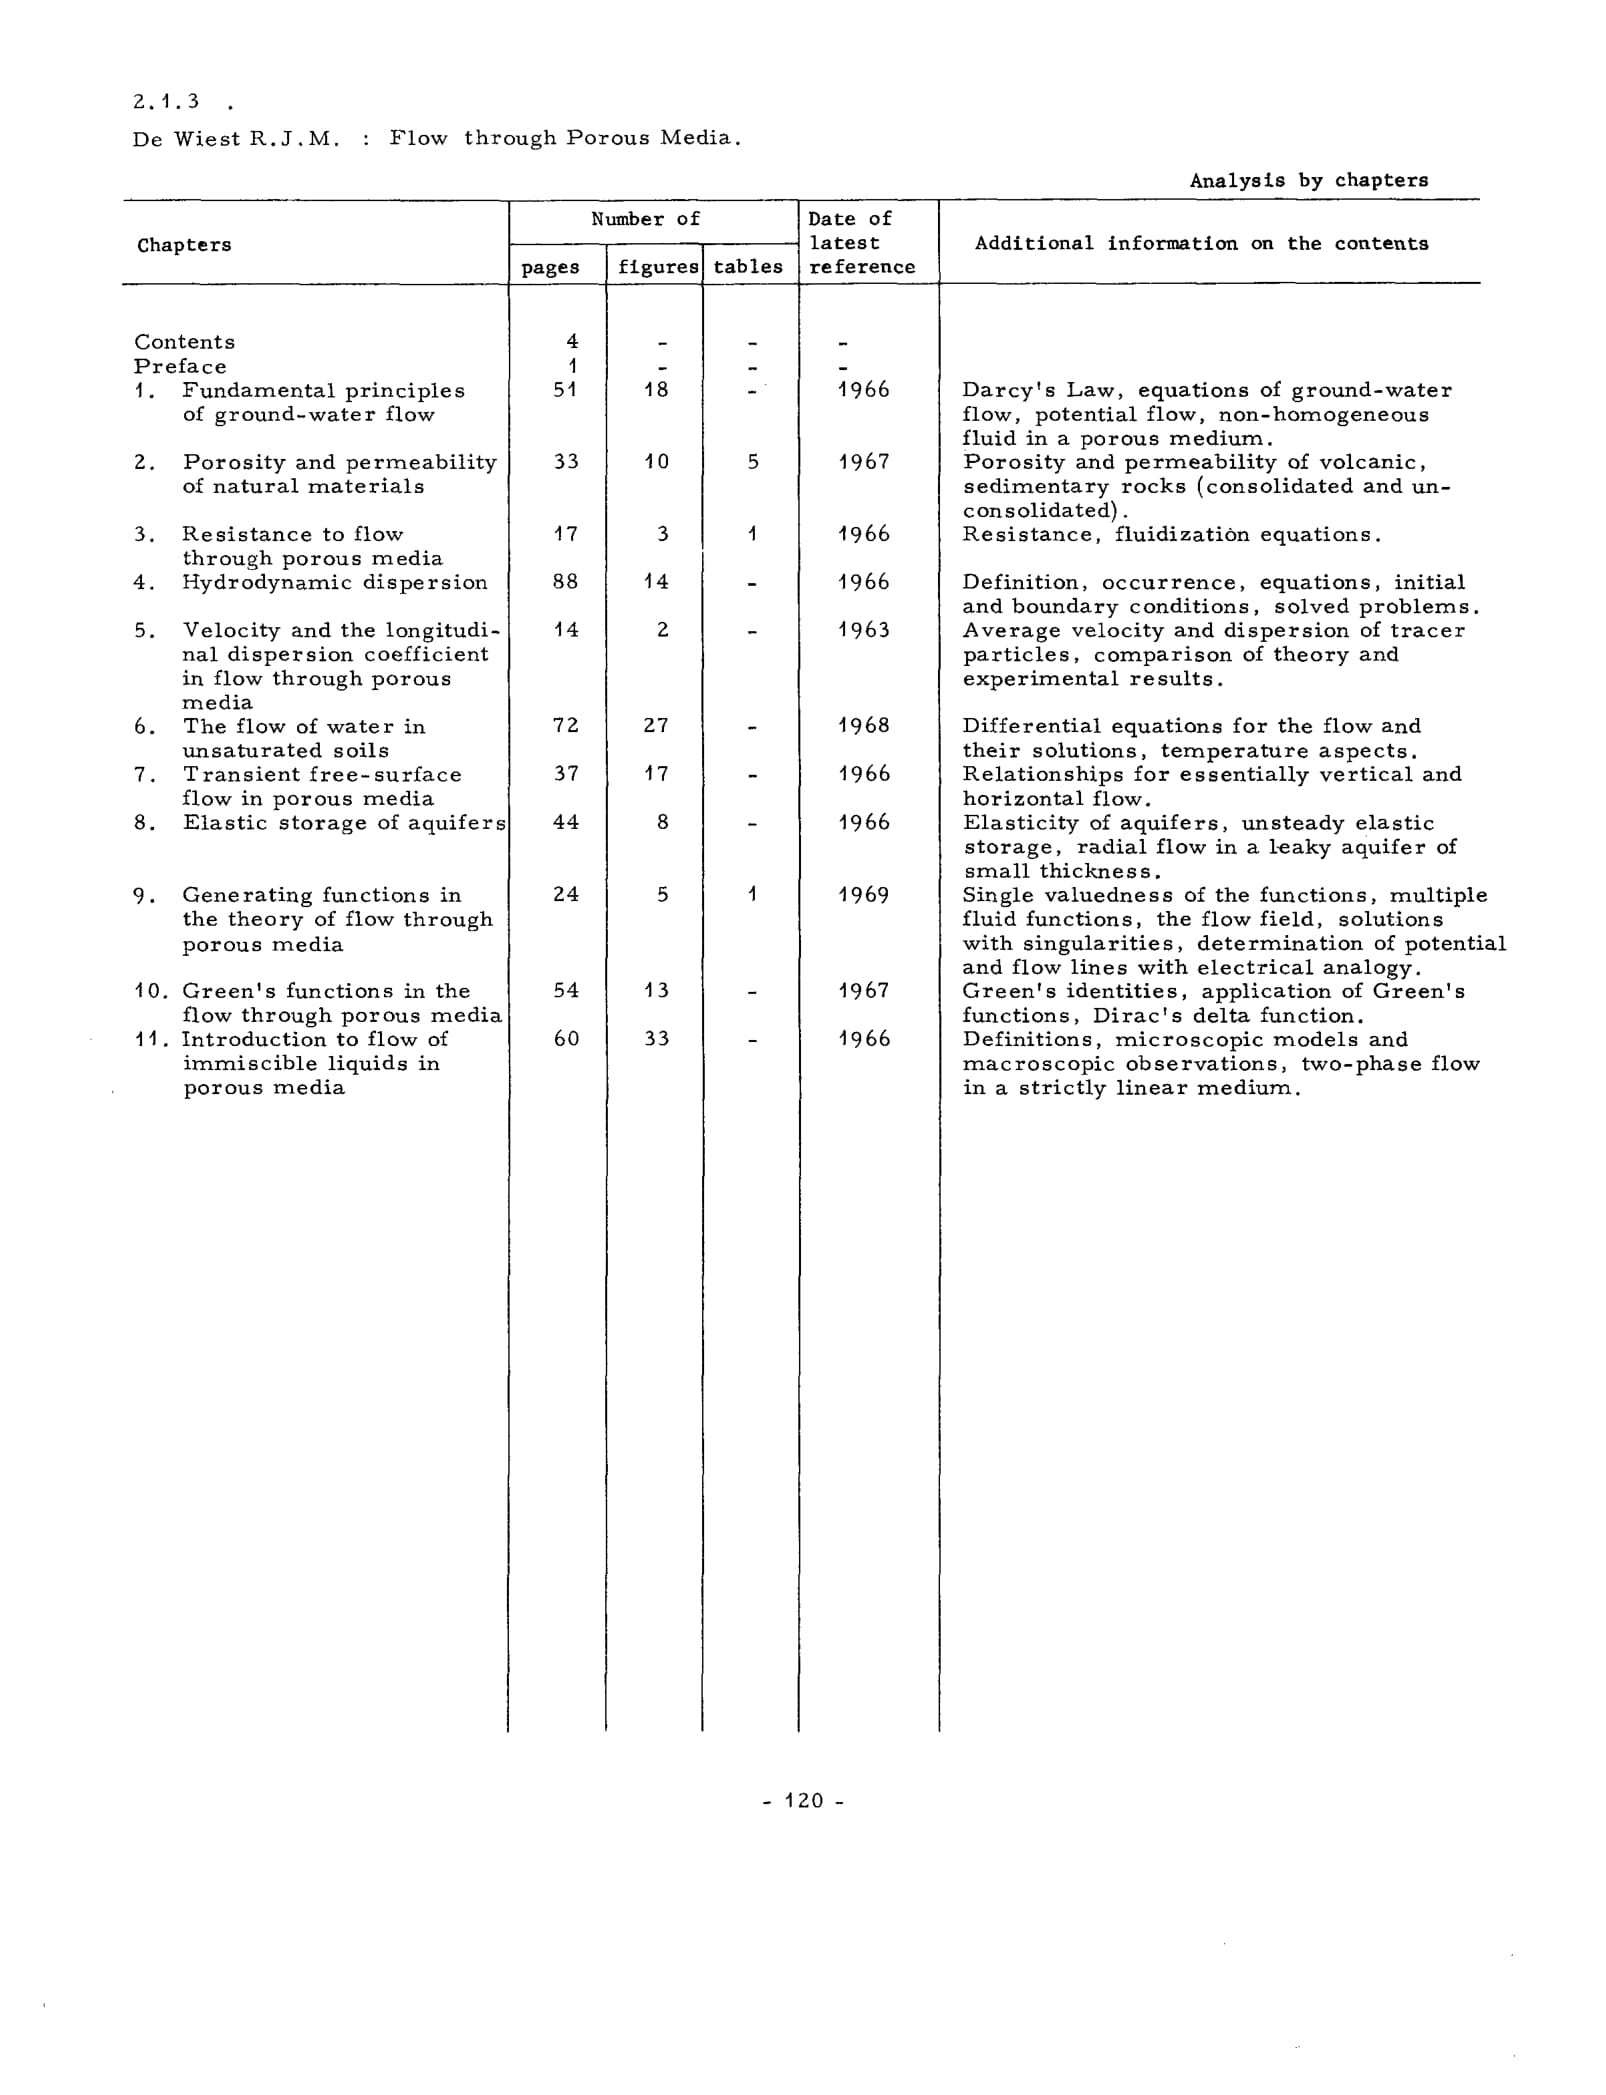 2.1.3 .
De Wiest R.J.M. : Flow through Porous Media.
Analysis by chapters
Chapters
Number of
pages figures tables
Date of
latest
reference
Additional information on the contents
Contents 4 - - -
Preface 1 - - -
1. Fundamental principles 51 18 - 1966 Darcy's Law, equations of ground-water
of ground-water flow flow, potential flow, non-homogeneous
fluid in a porous medium.
2. Porosity and permeability 33 10 5 1967 Porosity and permeability of volcanic,
of natural materials sedimentary rocks (consolidated and un-
consolidated).
3. Resistance to flow 17 3 1 1966 Resistance, fluidization equations.
through porous media
4. Hydrodynamic dispersion 88 14 - 1966 Definition, occurrence, equations, initial
and boundary conditions, solved problems.
5. Velocity and the longitudi- 14 2 - 1963 Average velocity and dispersion of tracer
nal dispersion coefficient particles, comparison of theory and
in flow through porous experimental results.
media
6. The flow of water in 72 27 - 1968 Differential equations for the flow and
unsaturated soils their solutions, temperature aspects.
7. Transient free-surface 37 17 - 1966 Relationships for essentially vertical and
flow in porous media horizontal flow.
8. Elastic storage of aquifers 44 8 - 1966 Elasticity of aquifers, unsteady elastic
storage, radial flow in a leaky aquifer of
small thickness.
9. Generating functions in 24 5 1 1969 Single valuedness of the functions, multiple
the theory of flow through fluid functions, the flow field, solutions
porous media with singularities, determination of potential
and flow lines with electrical analogy.
10. Green's functions in the 54 13 - 1967 Green's identities, application of Green's
flow through porous media functions, Dirac's delta function.
11. Introduction to flow of 60 33 - 1966 Definitions, microscopic models and
immiscible liquids in macroscopic observations, two-phase flow
porous media in a strictly linear medium.
- 120 -